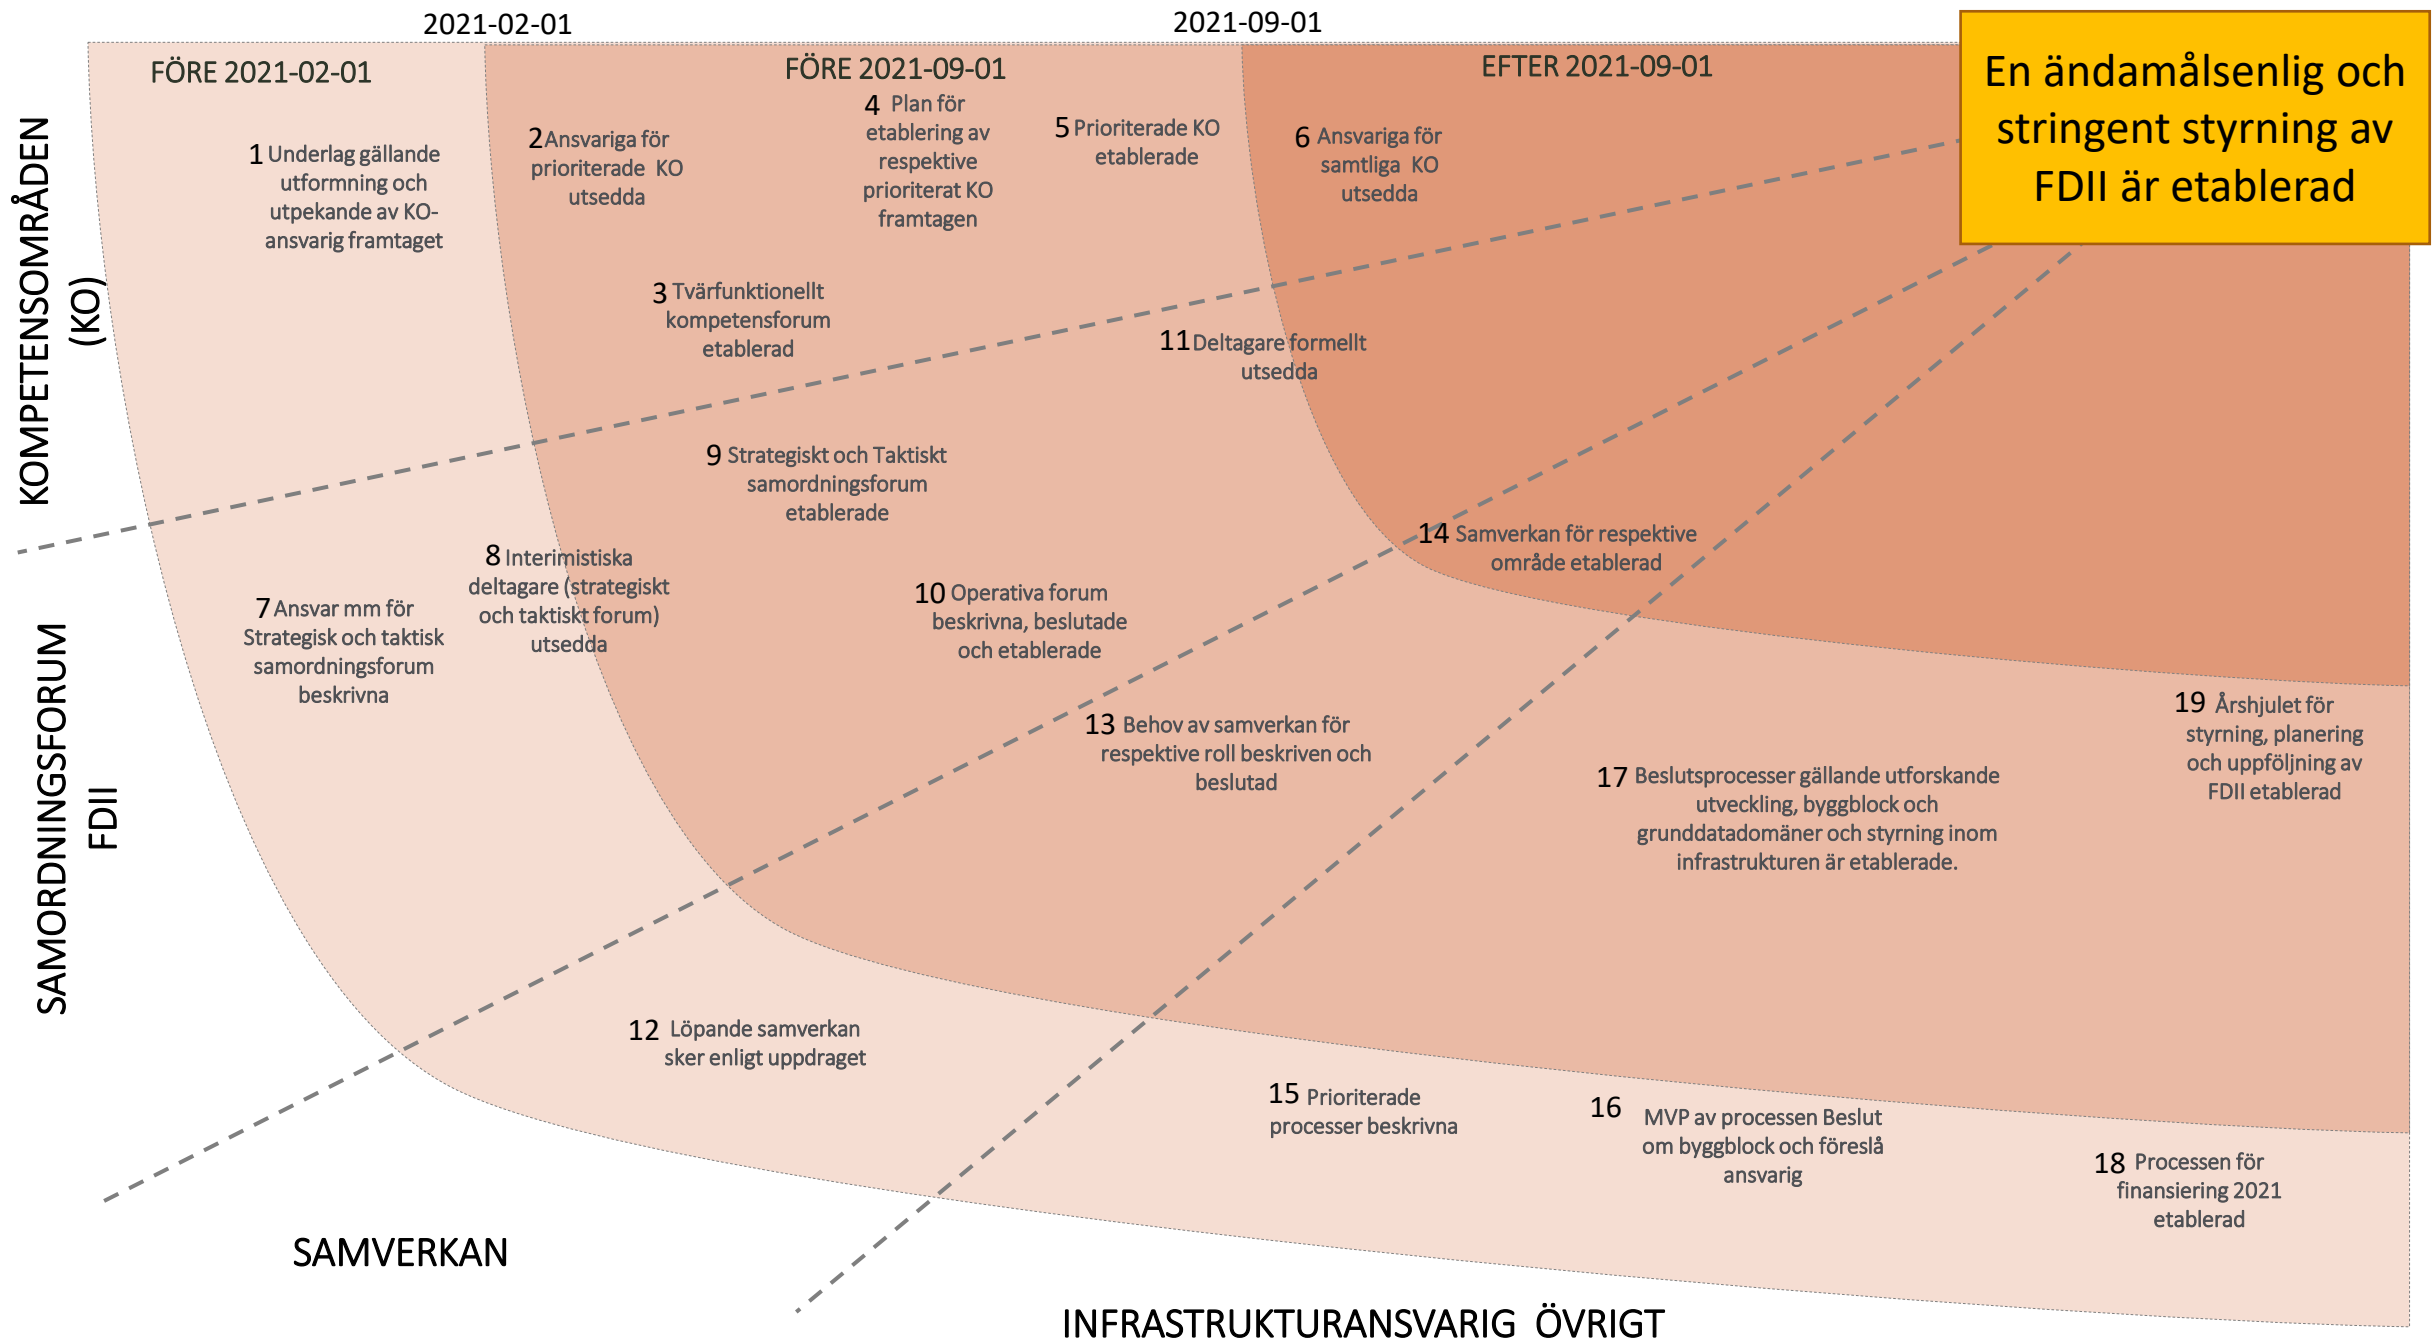 2021-02-01
2021-09-01
FÖRE 2021-02-01
FÖRE 2021-09-01
EFTER 2021-09-01
En ändamålsenlig och
stringent styrning av
FDII är etablerad
KOMPETENSOMRÅDEN
(KO)
1 Underlag gällande
utformning och
utpekande av KO-
ansvarig framtaget
2 Ansvariga för
prioriterade KO
utsedda
3 Tvärfunktionellt
kompetensforum
etablerad
4 Plan för
etablering av
respektive
prioriterat KO
framtagen
5 Prioriterade KO
etablerade
6 Ansvariga för
samtliga KO
utsedda
SAMORDNINGSFORUM
FDII
7 Ansvar mm för
Strategisk och taktisk
samordningsforum
beskrivna
8 Interimistiska
deltagare (strategiskt
och taktiskt forum)
utsedda
9 Strategiskt och Taktiskt
samordningsforum
etablerade
10 Operativa forum
beskrivna, beslutade
och etablerade
11 Deltagare formellt
utsedda
SAMVERKAN
12 Löpande samverkan
sker enligt uppdraget
13 Behov av samverkan för
respektive roll beskriven och
beslutad
14 Samverkan för respektive
område etablerad
INFRASTRUKTURANSVARIG ÖVRIGT
15 Prioriterade
processer beskrivna
16 MVP av processen Beslut
om byggblock och föreslå
ansvarig
17 Beslutsprocesser gällande utforskande
utveckling, byggblock och
grunddatadomäner och styrning inom
infrastrukturen är etablerade.
18 Processen för
finansiering 2021
etablerad
19 Årshjulet för
styrning, planering
och uppföljning av
FDII etablerad